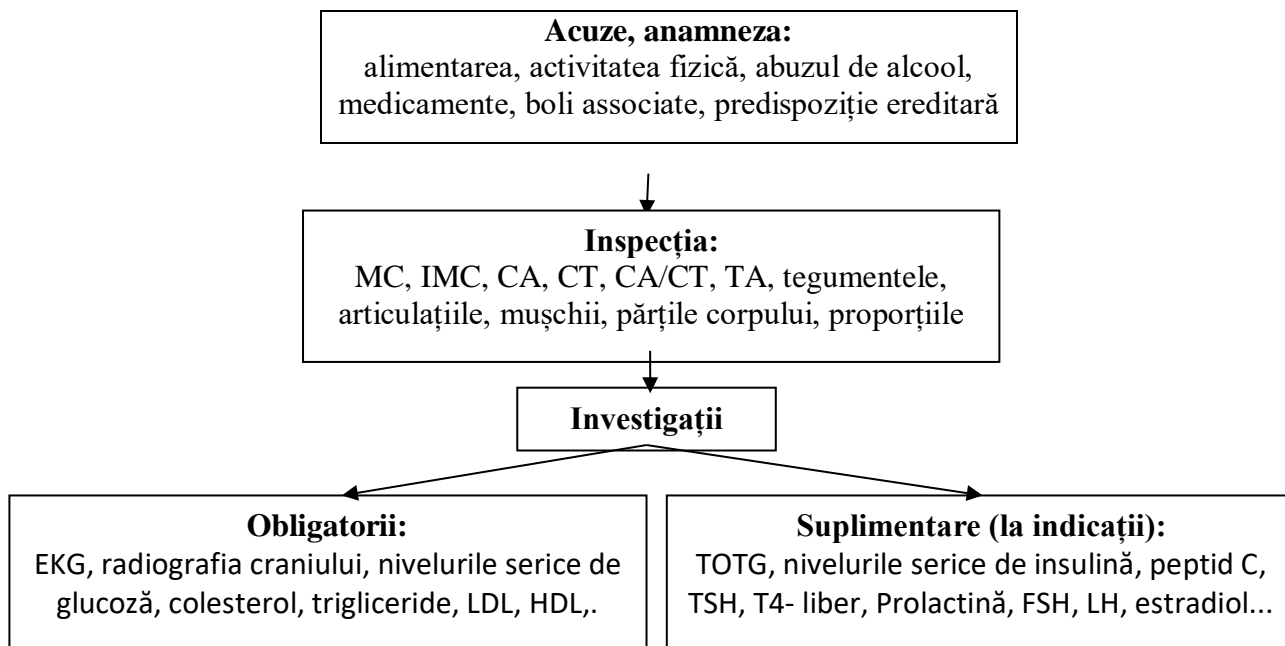 Acuze, anamneza:
alimentarea, activitatea fizică, abuzul de alcool,
medicamente, boli associate, predispoziție ereditară
Inspecția:
MC, IMC, CA, CT, CA/CT, TA, tegumentele,
articulațiile, mușchii, părțile corpului, proporțiile
Investigații
Obligatorii:
EKG, radiografia craniului, nivelurile serice de
glucoză, colesterol, trigliceride, LDL, HDL,.
Suplimentare (la indicații):
TOTG, nivelurile serice de insulină, peptid C,
TSH, T4- liber, Prolactină, FSH, LH, estradiol...